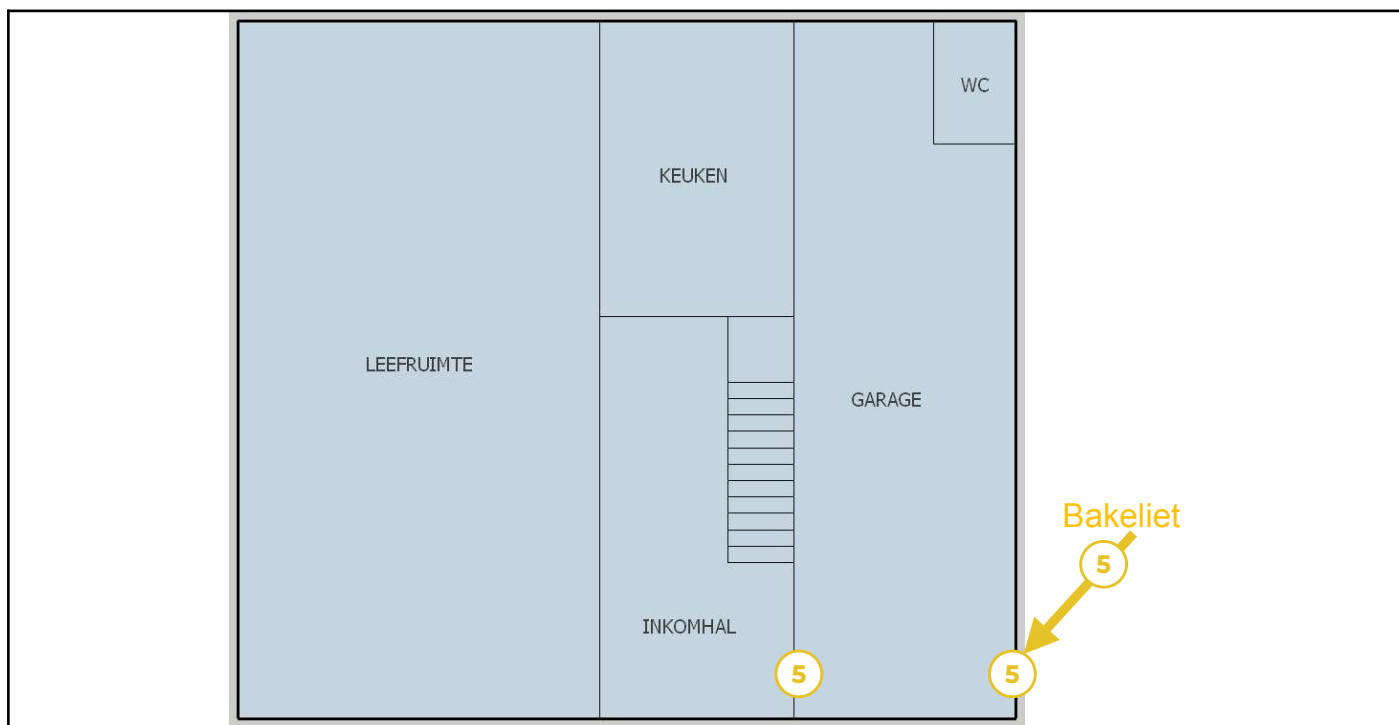 WC
KEUKEN
LEEFRUIMTE
GARAGE
Bakeliet
5
INKOMHAL
5
5